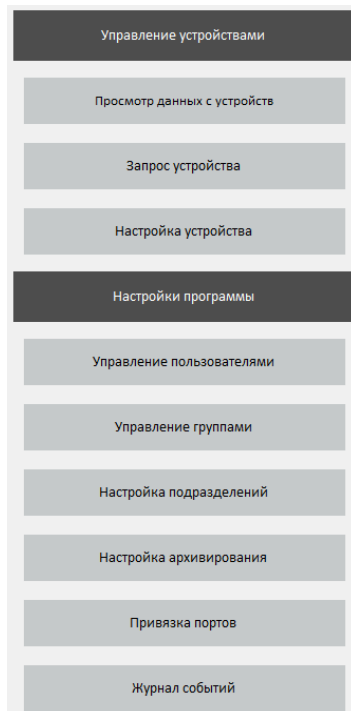 Управление устройствами
Просмотр данных с устройств
Запрос устройства
Настройка устройства
Настройки программы
Управление пользователями
Управление группами
Настройка подразделений
Настройка архивирования
Привязка портов
Журнал событий